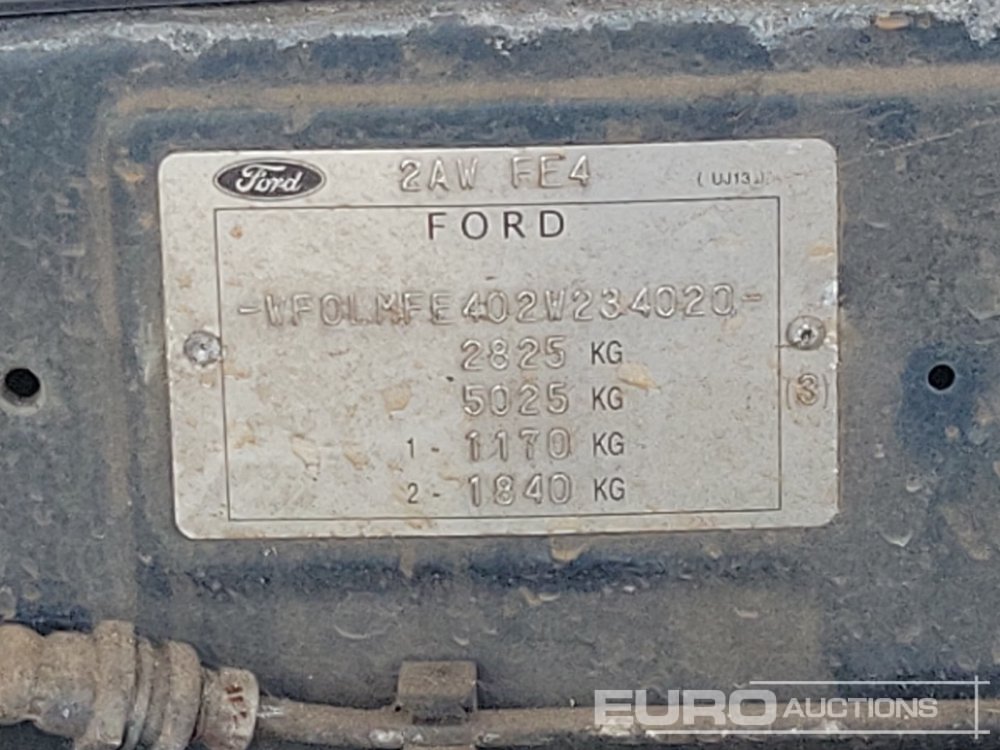 Ford 2AW FE4 (UJ13J)
FORD
-WF0LMFE402W234020-
2825 KG
5025 KG
(3)
1 - 1170 KG
2 - 1840 KG
EURO AUCTIONS